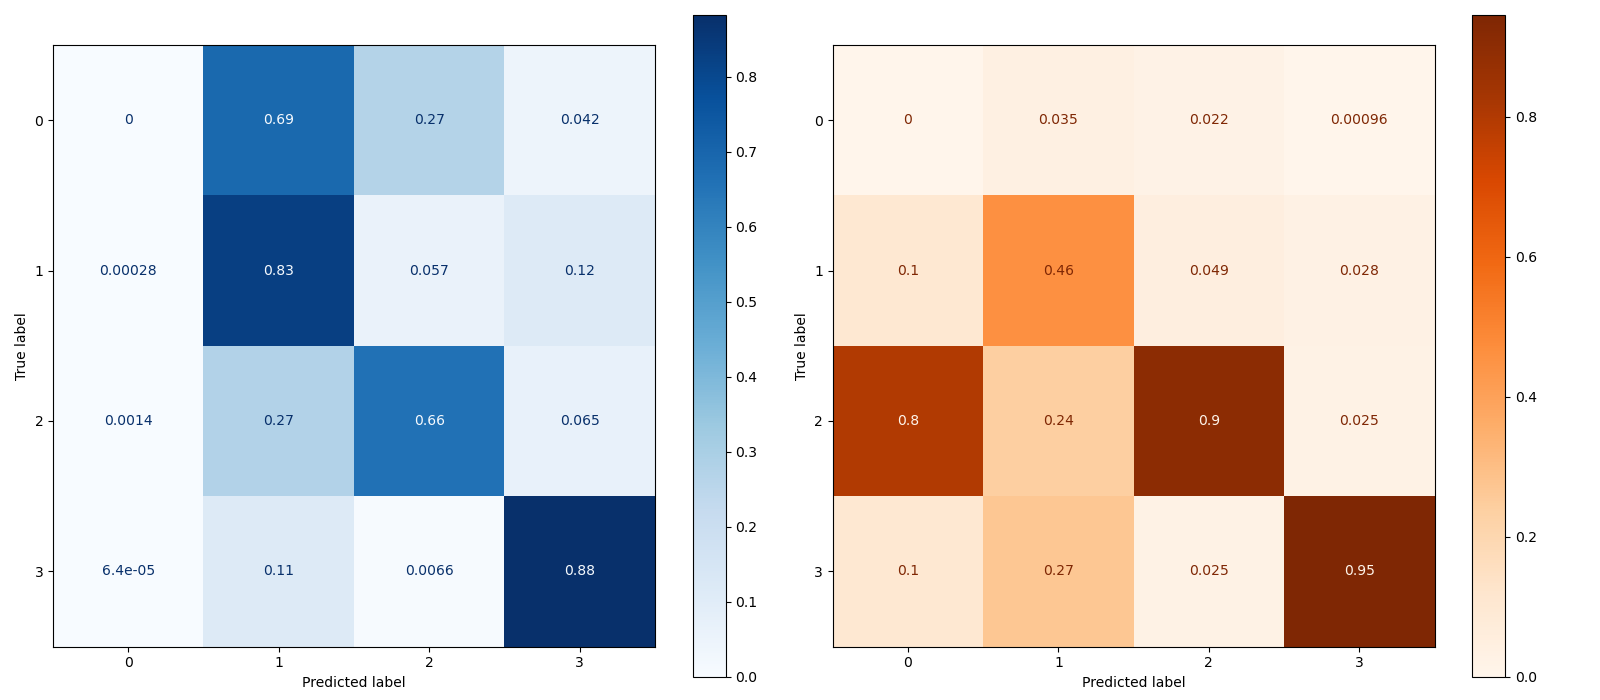 0 0.69 0.27 0.042
0
1 0.00028 0.83 0.057 0.12
2 0.0014 0.27 0.66 0.065
3 6.4e-05 0.11 0.0066 0.88
0 1 2 3
Predicted label
True label
0.8
0.7
0.6
0.5
0.4
0.3
0.2
0.1
0.0
0 0 0.035 0.022 0.00096
1 0.1 0.46 0.049 0.028
2 0.8 0.24 0.9 0.025
3 0.1 0.27 0.025 0.95
0 1 2 3
Predicted label
True label
0.8
0.6
0.4
0.2
0.0